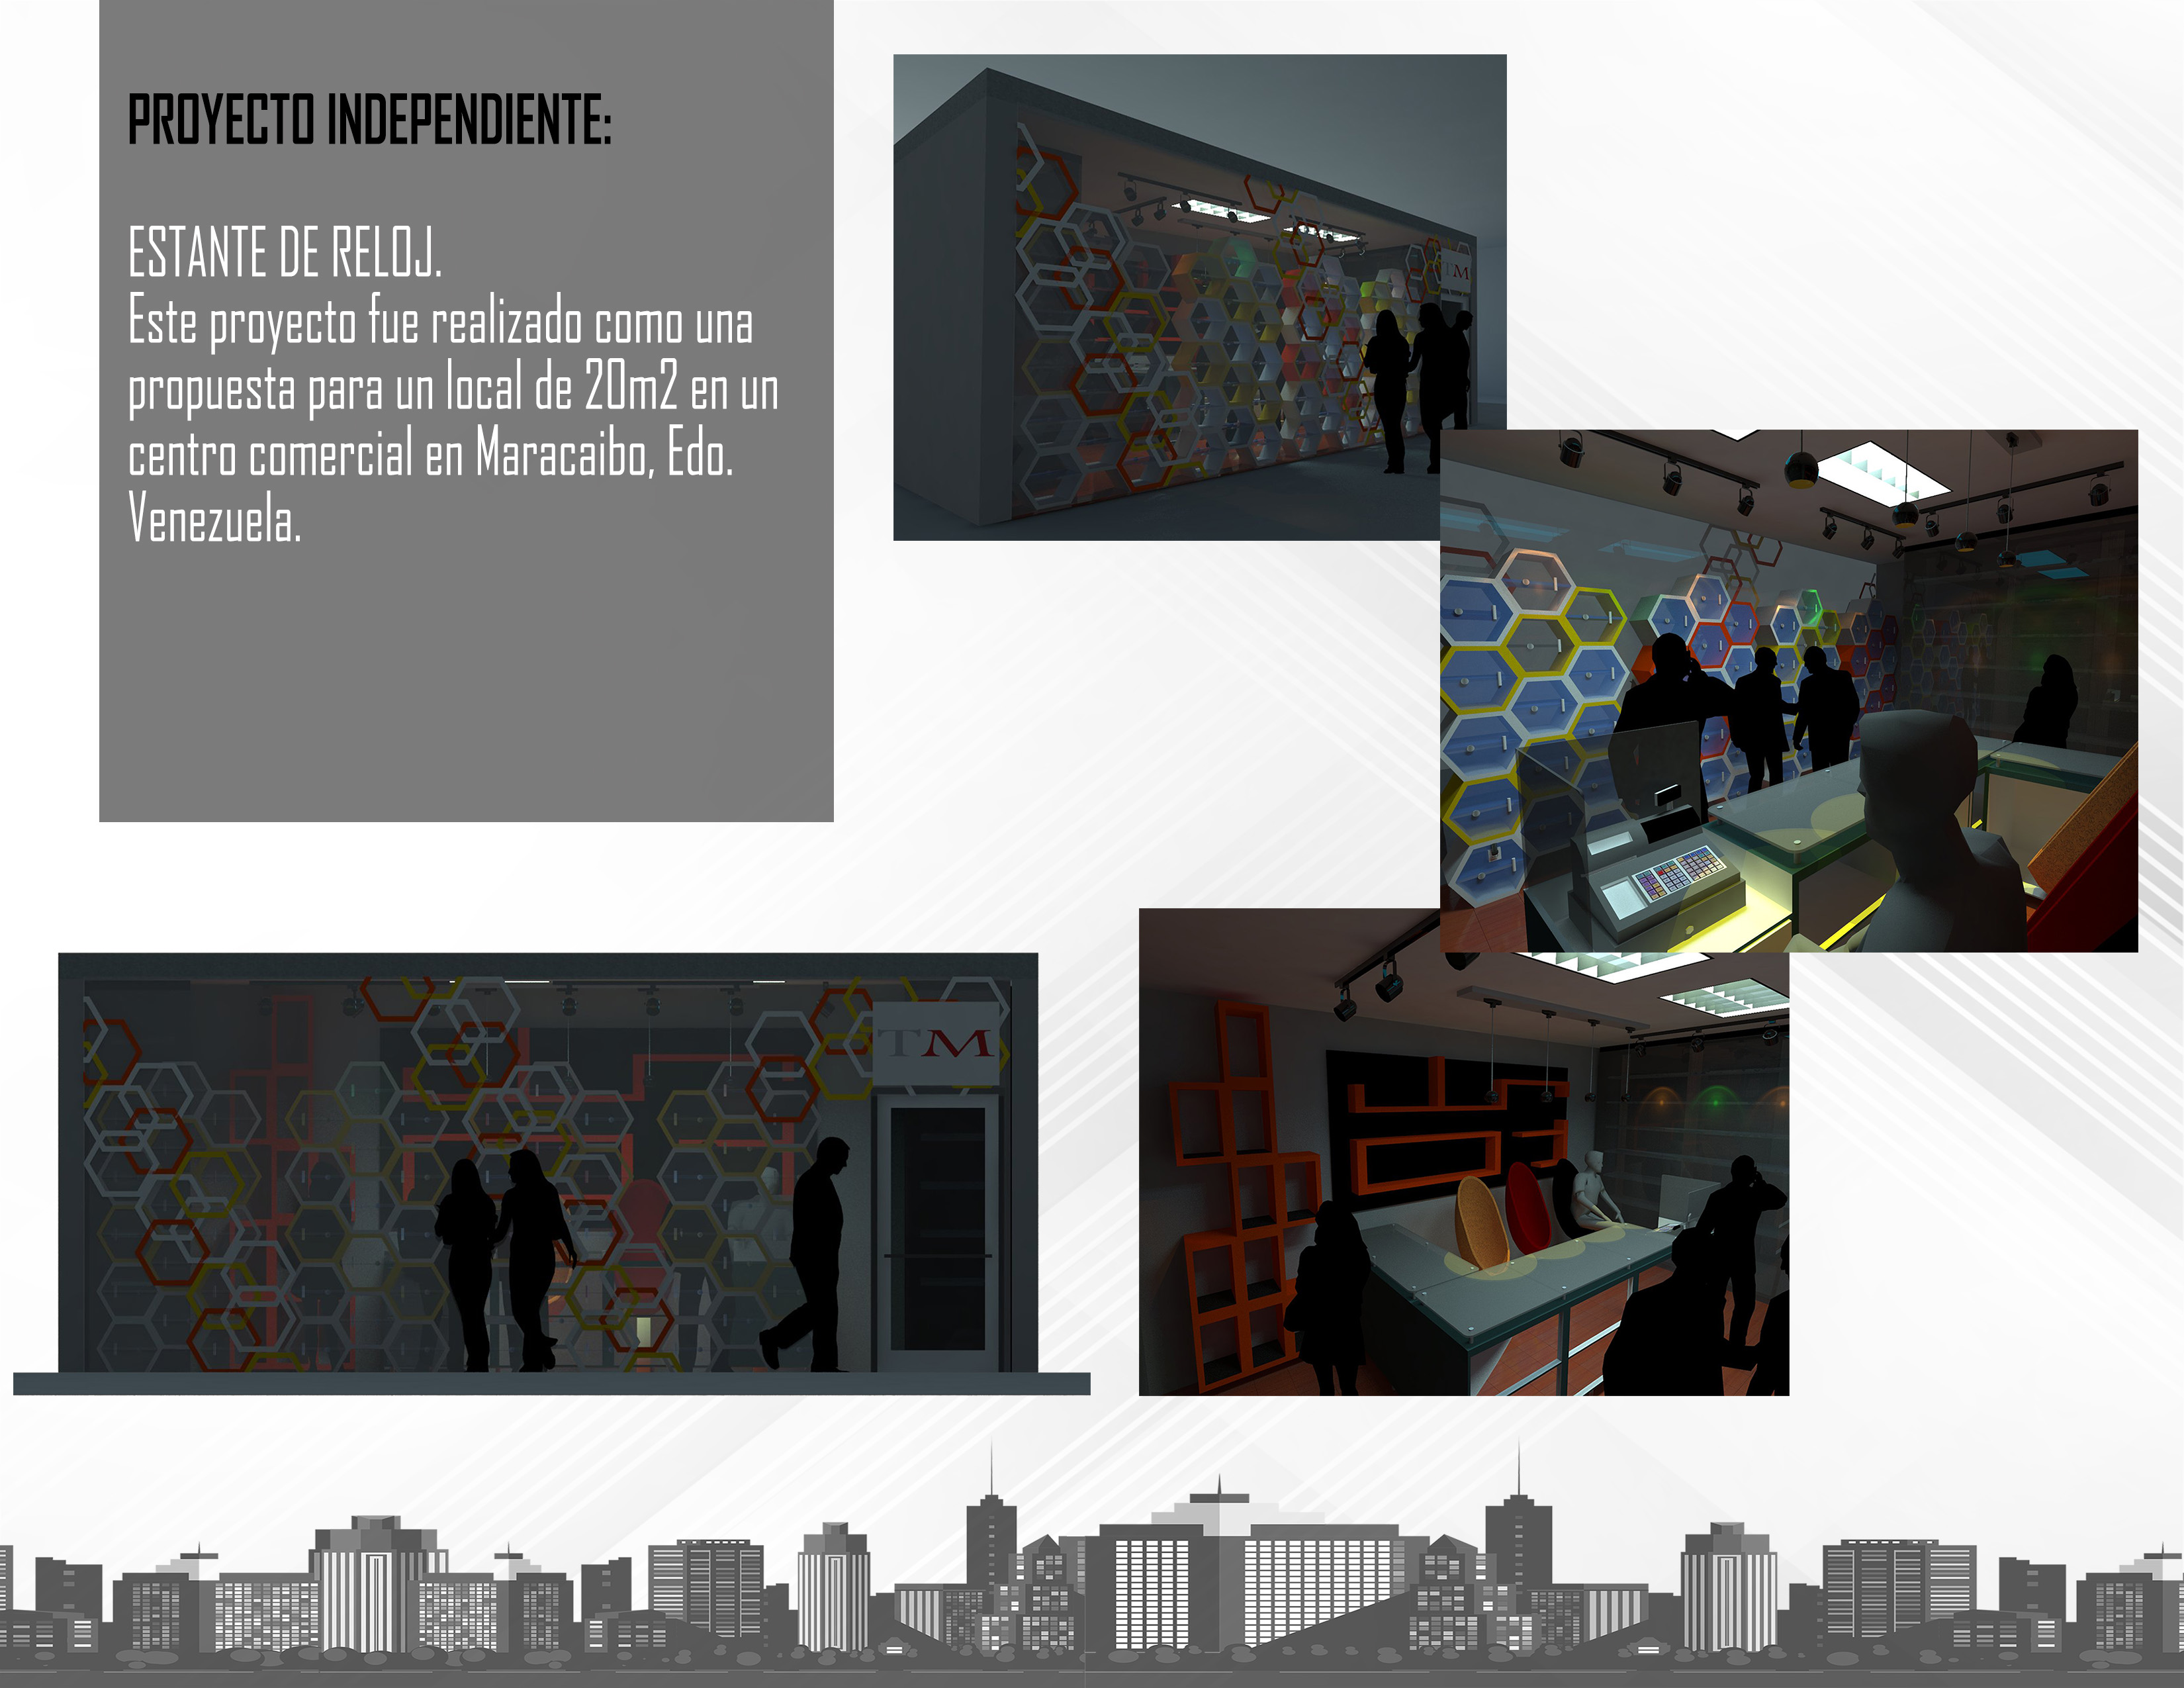 PROYECTO INDEPENDIENTE:
ESTANTE DE RELOJ.
Este proyecto fue realizado como una
propuesta para un local de 20m2 en un
centro comercial en Maracaibo, Edo.
Venezuela.
TM
TM